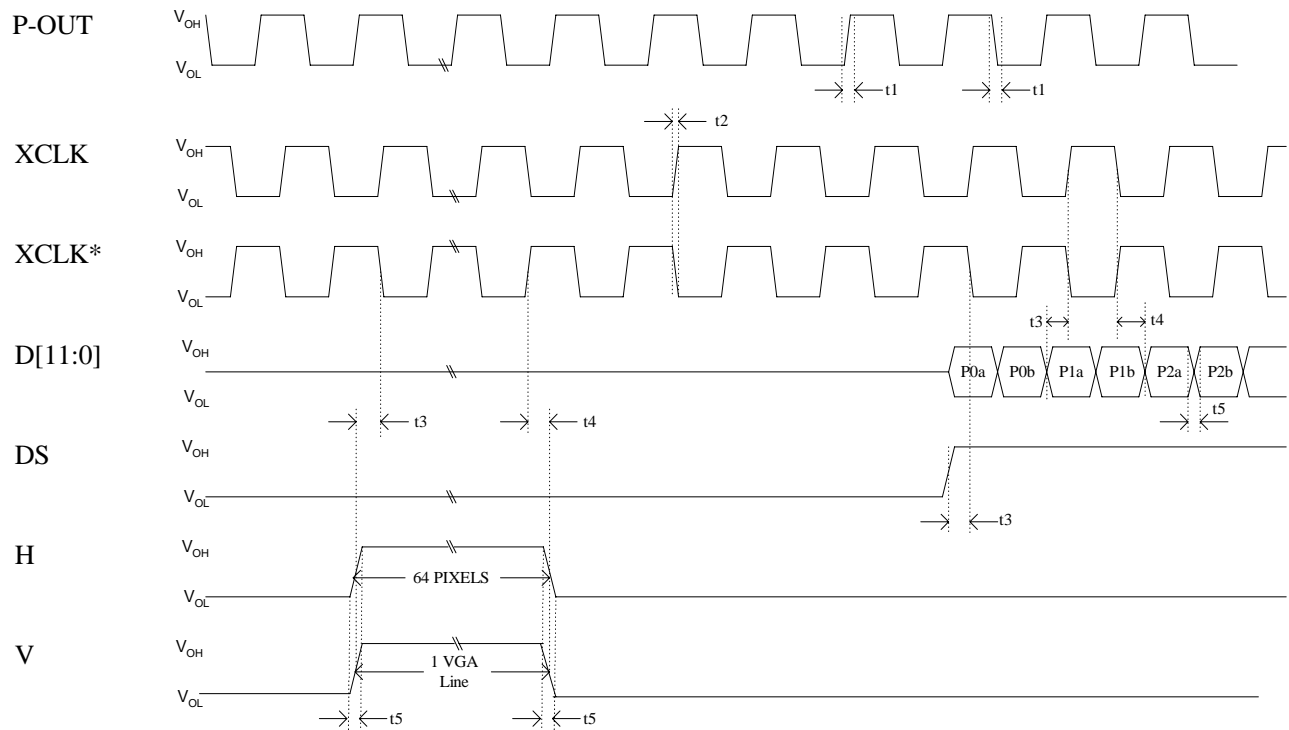 P-OUT
VOH
VOL
t1
t1
t2
XCLK
VOH
VOL
XCLK*
VOH
VOL
t3
t4
D[11:0]
VOH
VOL
P0a
P0b
P1a
P1b
P2a
P2b
t5
t3
t4
DS
VOH
VOL
t3
H
VOH
VOL
64 PIXELS
V
VOH
VOL
1 VGA
Line
t5
t5